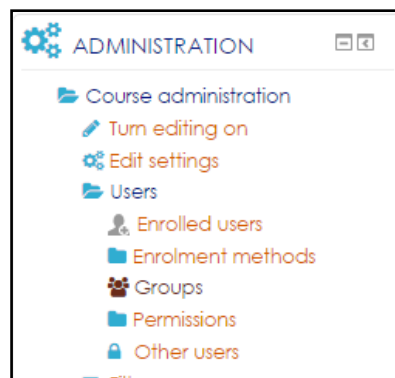 ADMINISTRATION
Course administration
Turn editing on
Edit settings
Users
Enrolled users
Enrolment methods
Groups
Permissions
Other users